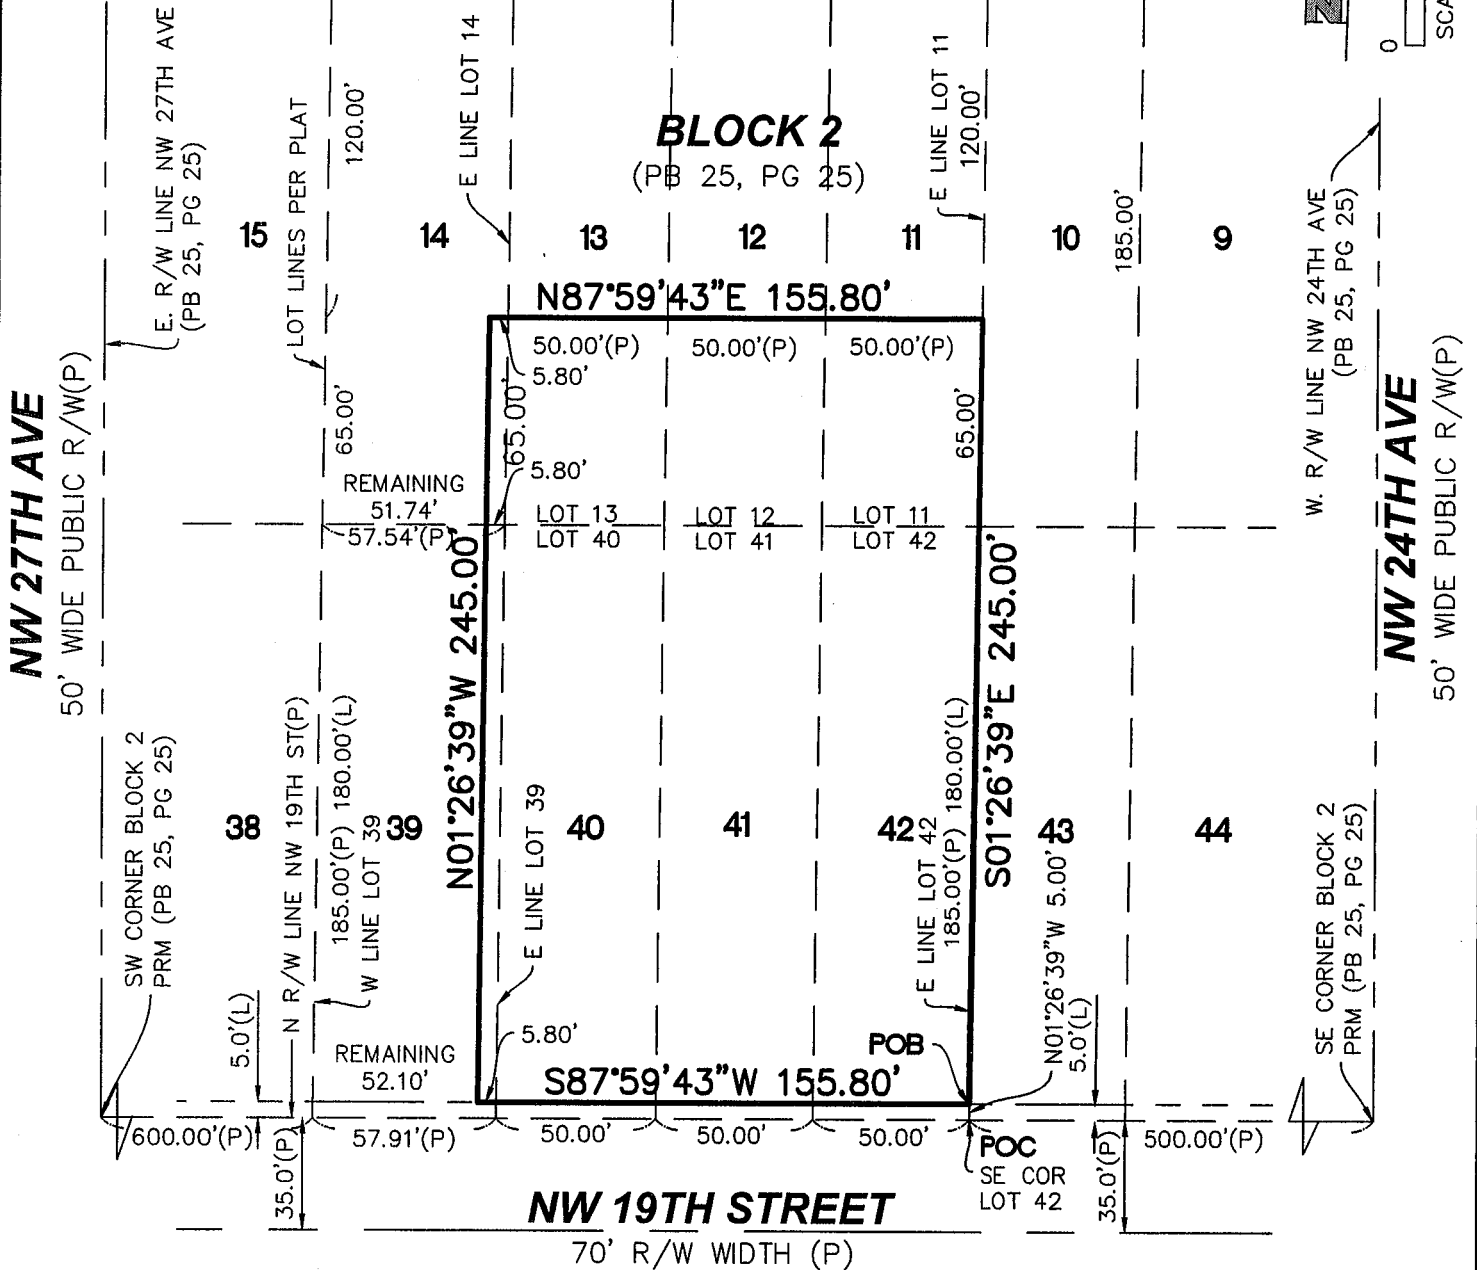 E. R/W LINE NW 27TH AVE
(PB 25, PG 25)
LOT LINES PER PLAT
120.00'
E LINE LOT 14
BLOCK 2
(PB 25, PG 25)
E LINE LOT 11
120.00'
185.00'
W. R/W LINE NW 24TH AVE
(PB 25, PG 25)
0
SCA
15
14
13
12
11
10
9
N87°59'43"E 155.80'
50.00'(P)
50.00'(P)
50.00'(P)
5.80'
65.00'
65.00'
65.00'
5.80'
NW 27TH AVE
50' WIDE PUBLIC R/W(P)
NW 24TH AVE
50' WIDE PUBLIC R/W(P)
REMAINING
51.74'
57.54'(P)
LOT 13
LOT 40
LOT 12
LOT 41
LOT 11
LOT 42
N01°26'39"W 245.00'
S01°26'39"E 245.00'
SW CORNER BLOCK 2
PRM (PB 25, PG 25)
N R/W LINE NW 19TH ST(P)
185.00'(P) 180.00'(L)
W LINE LOT 39
38
39
40
41
42
43
44
E LINE LOT 39
E LINE LOT 42
185.00'(P) 180.00'(L)
N01°26'39"W 5.00'
5.0'(L)
SE CORNER BLOCK 2
PRM (PB 25, PG 25)
5.0'(L)
REMAINING
52.10'
5.80'
POB
S87°59'43"W 155.80'
600.00'(P)
57.91'(P)
50.00'
50.00'
50.00'
500.00'(P)
POC
SE COR
LOT 42
35.0'(P)
35.0'(P)
NW 19TH STREET
70' R/W WIDTH (P)